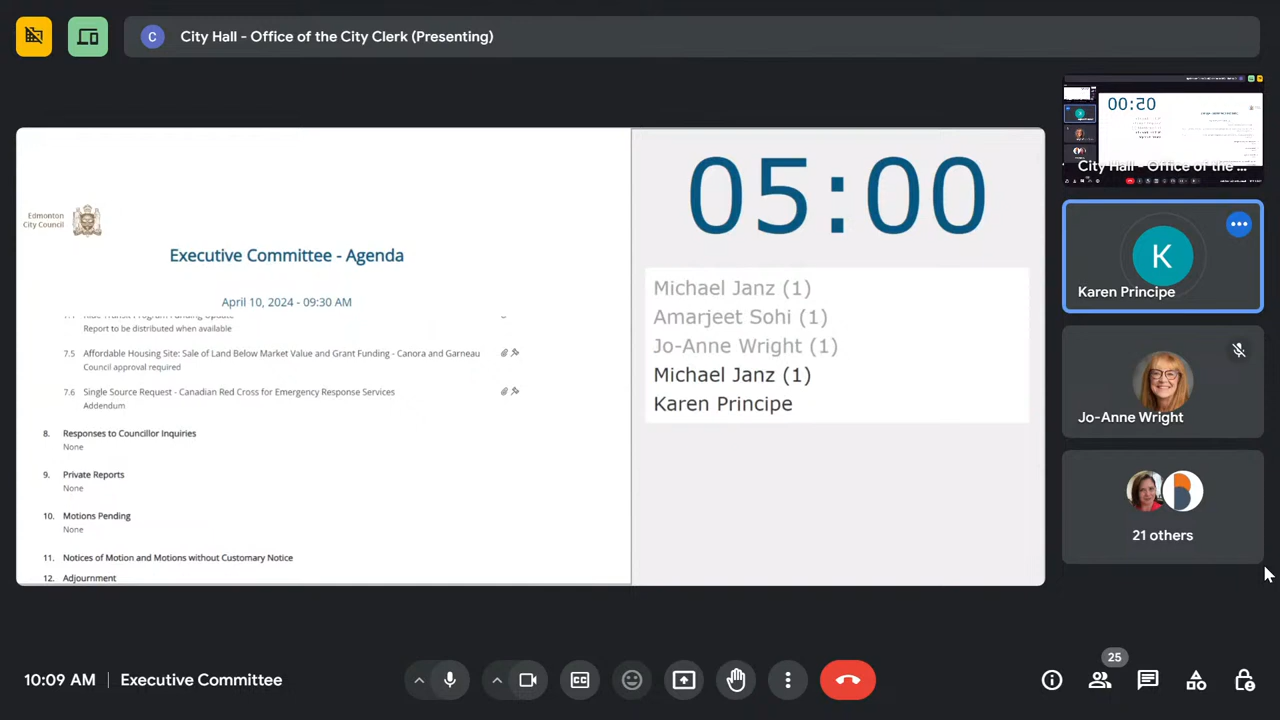 City Hall - Office of the City Clerk (Presenting)
C
Edmonton
City Council
Executive Committee - Agenda
April 10, 2024 - 09:30 AM
Report to be distributed when available
7.5 Affordable Housing Site: Sale of Land Below Market Value and Grant Funding - Canora and Garneau
Council approval required
7.6 Single Source Request - Canadian Red Cross for Emergency Response Services
Addendum
8. Responses to Councillor Inquiries
None
9. Private Reports
None
10. Motions Pending
None
11. Notices of Motion and Motions without Customary Notice
12. Adjournment
05:00
Michael Janz (1)
Amarjeet Sohi (1)
Jo-Anne Wright (1)
Michael Janz (1)
Karen Principe
05:00
City Hall - Office of the ...
K
Karen Principe
Jo-Anne Wright
21 others
10:09 AM | Executive Committee
25